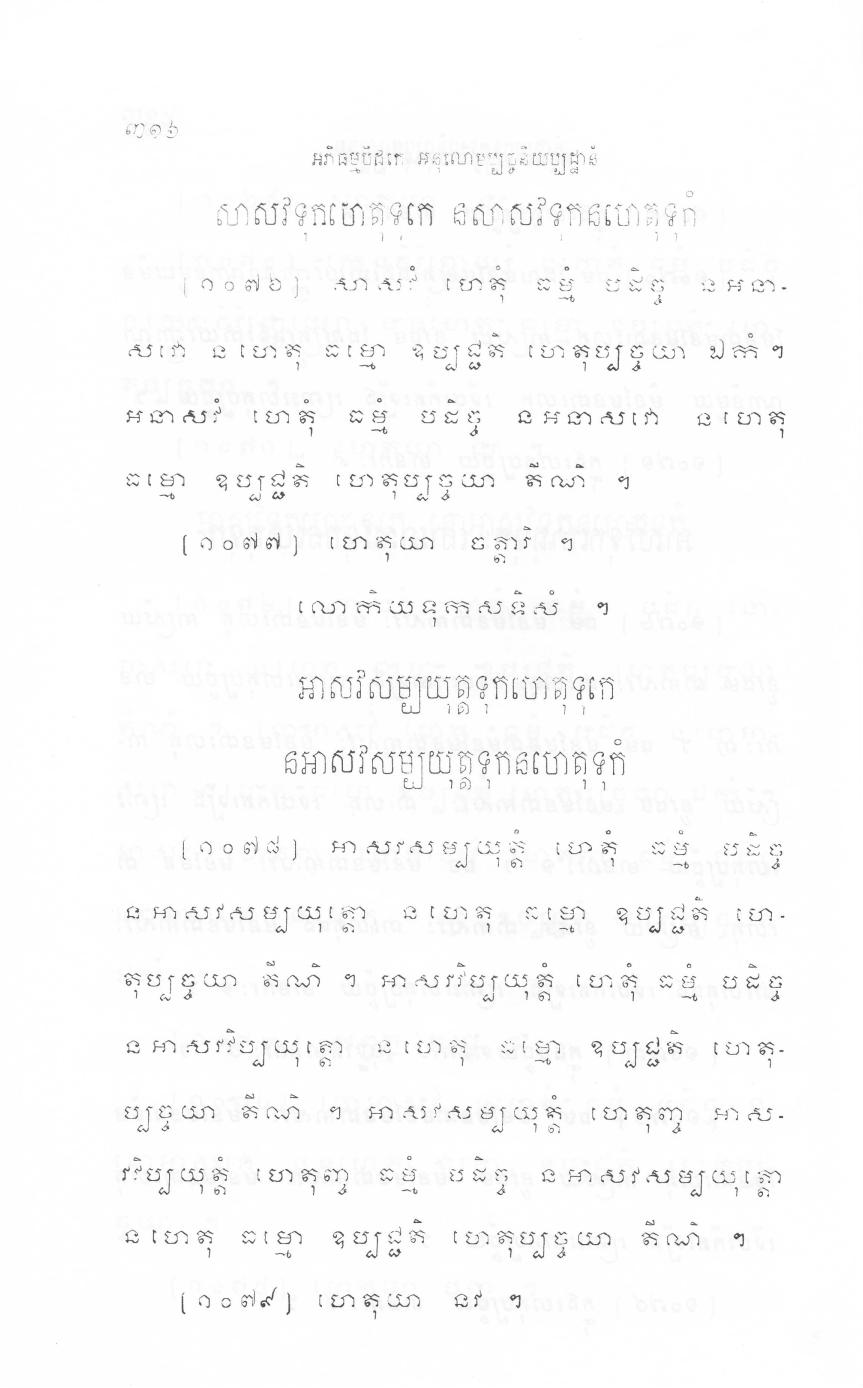 ៣១៦
អភិធម្មបិដកេ អនុលោមប្បច្ចនីយប្បដ្ឋានំ
សាសវទុកហេតុទុកេ នសាសវទុកនហេតុទុកំ
[១០៧៦] សាសវំ ហេតុំ ធម្មំ បដិច្ច នអនា-
សវោ នហេតុ ធម្មោ ឧប្បជ្ជតិ ហេតុប្បច្ចយា ឯកំ។
អនាសវំ ហេតុំ ធម្មំ បដិច្ច នអនាសវោ នហេតុ
ធម្មោ ឧប្បជ្ជតិ ហេតុប្បច្ចយា តីណិ ។
[១០៧៧] ហេតុយា ចត្តារិ ។
លោកិយទុកសទិសំ ។
អាសវសម្បយុត្តទុកហេតុទុកេ
នអាសវសម្បយុត្តទុកនហេតុទុកំ
[១០៧៨] អាសវសម្បយុត្តំ ហេតុំ ធម្មំ បដិច្ច
នអាសវសម្បយុត្តោ នហេតុ ធម្មោ ឧប្បជ្ជតិ ហេ-
តុប្បច្ចយា តីណិ ។ អាសវវិប្បយុត្តំ ហេតុំ ធម្មំ បដិច្ច
នអាសវវិប្បយុត្តោ នហេតុ ធម្មោ ឧប្បជ្ជតិ ហេតុ-
ប្បច្ចយា តីណិ ។ អាសវសម្បយុត្តំ ហេតុញ្ច អាស-
វវិប្បយុត្តំ ហេតុញ្ច ធម្មំ បដិច្ច នអាសវសម្បយុត្តោ
នហេតុ ធម្មោ ឧប្បជ្ជតិ ហេតុប្បច្ចយា តីណិ ។
[១០៧៩] ហេតុយា នវ ។